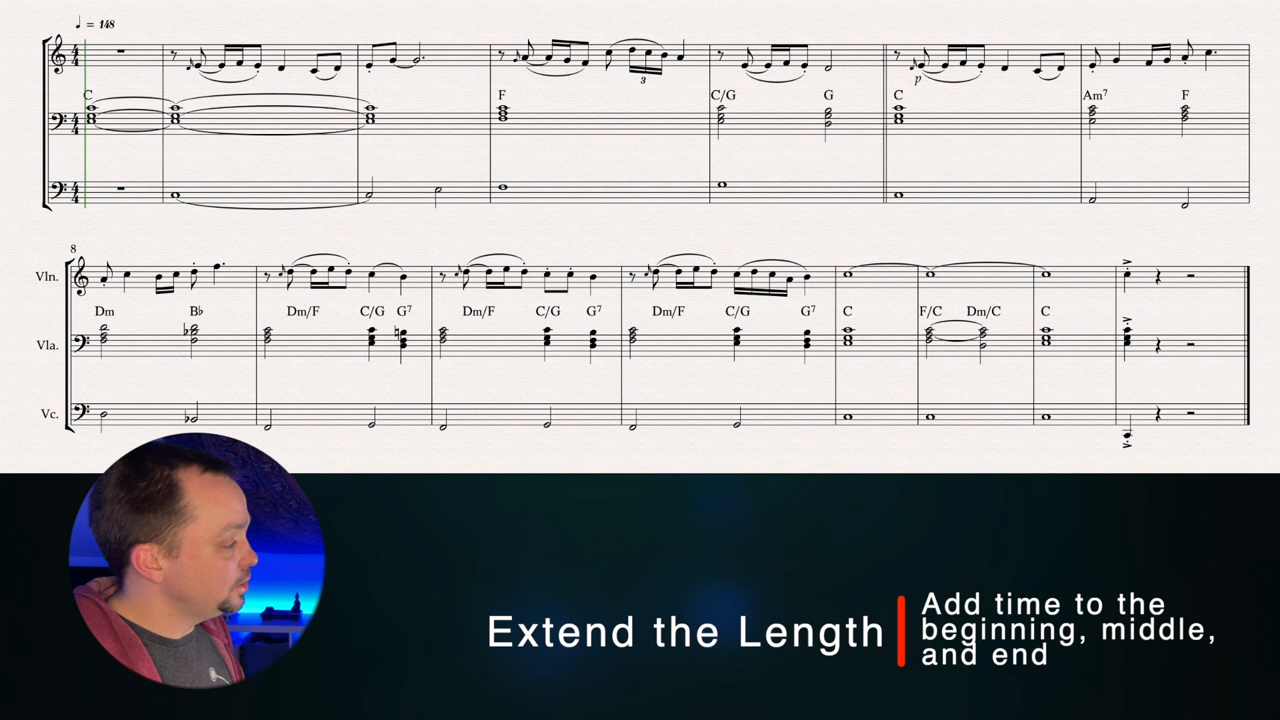 ♩ = 148
C F C/G G C Am7 F
p
3
8
Vln.
Dm B♭ Dm/F C/G G7 Dm/F C/G G7 Dm/F C/G G7 C F/C Dm/C C
Vla.
Vc.
Extend the Length
Add time to the
beginning, middle,
and end